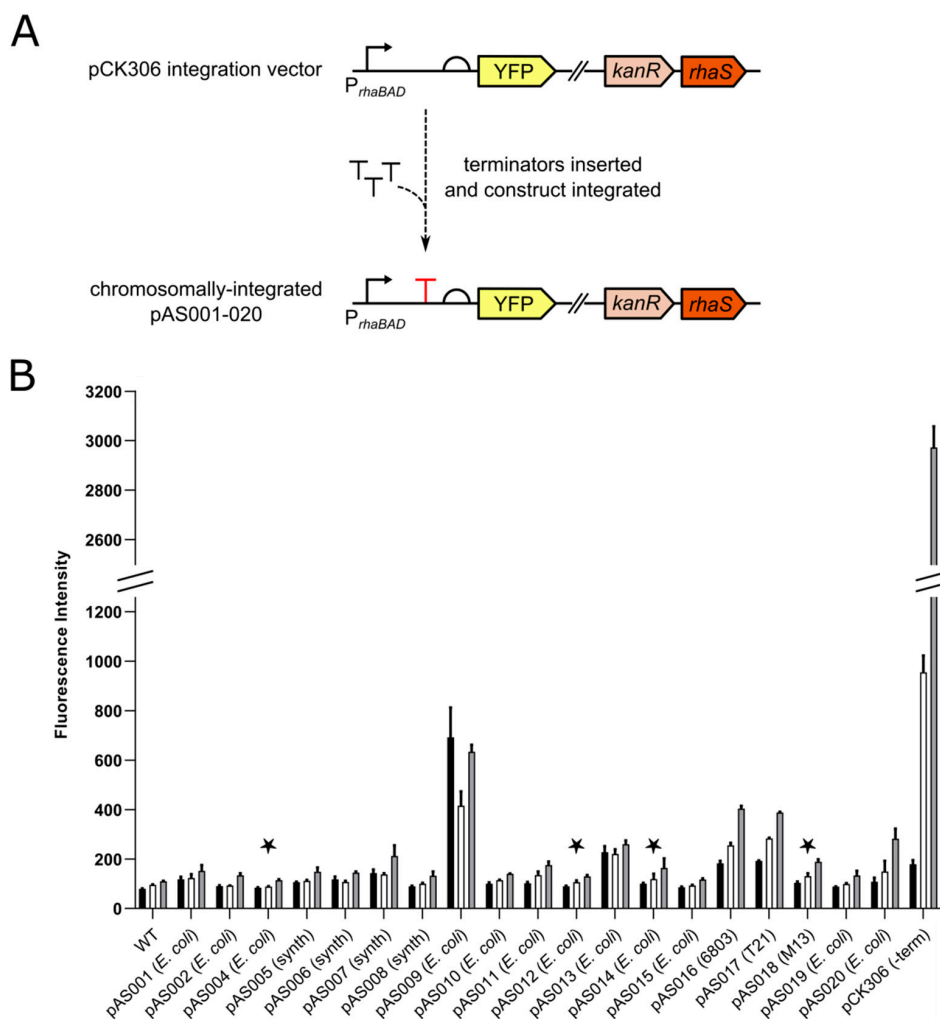 A
pCK306 integration vector
PrhaBAD
YFP
kanR
rhaS
terminators inserted
and construct integrated
chromosomally-integrated
pAS001-020
PrhaBAD
YFP
kanR
rhaS
B
Fluorescence Intensity
3200
3000
2800
2600
1200
1000
800
600
400
200
0
WT
pAS001 (E. coli)
pAS002 (E. coli)
pAS004 (E. coli)
pAS005 (synth)
pAS006 (synth)
pAS007 (synth)
pAS008 (synth)
pAS009 (E. coli)
pAS010 (E. coli)
pAS011 (E. coli)
pAS012 (E. coli)
pAS013 (E. coli)
pAS014 (E. coli)
pAS015 (E. coli)
pAS016 (6803)
pAS017 (T21)
pAS018 (M13)
pAS019 (E. coli)
pAS020 (E. coli)
pCK306 (-term)